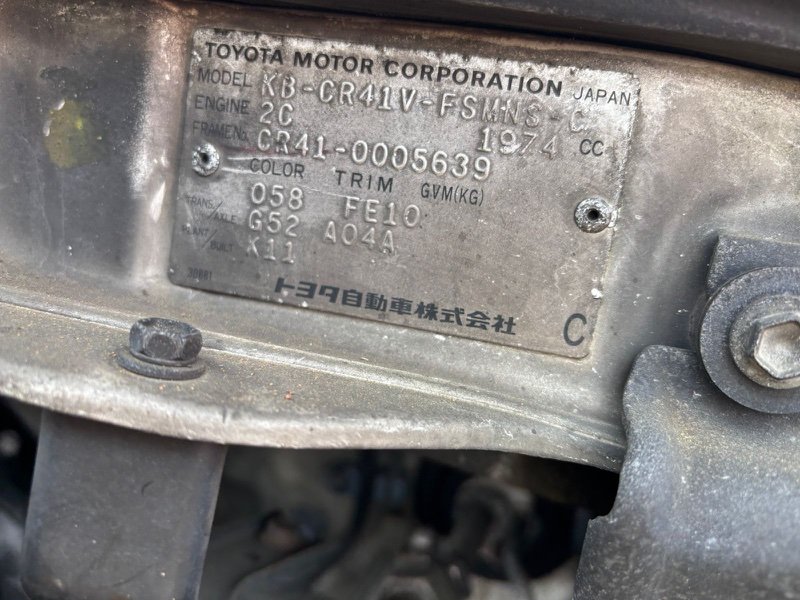 TOYOTA MOTOR CORPORATION JAPAN
MODEL KB-CR41V-FSMNS-C
ENGINE 2C 1974 CC
FRAME No. CR41-0005639
COLOR TRIM GVM(KG)
058 FE10
TRANS./AXLE G52 A04A
PLANT/BUILT K11
30881
トヨタ自動車株式会社 C